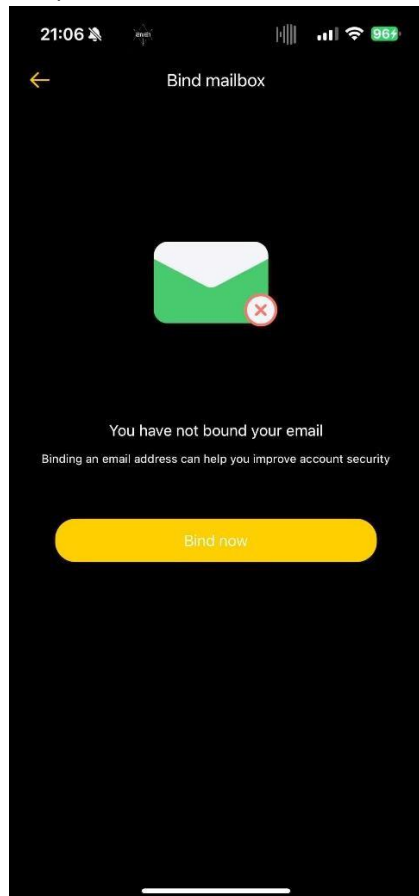 21:06
96
Bind mailbox
You have not bound your email
Binding an email address can help you improve account security
Bind now